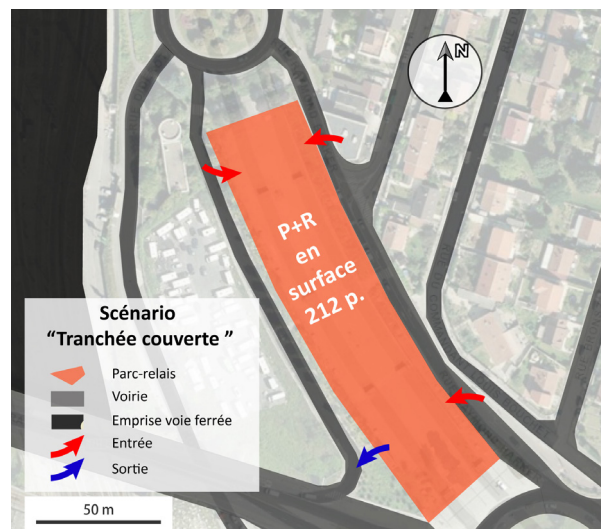 N
P+R
en
surface
212 p.
Scénario
“Tranchée couverte ”
Parc-relais
Voirie
Emprise voie ferrée
Entrée
Sortie
50 m